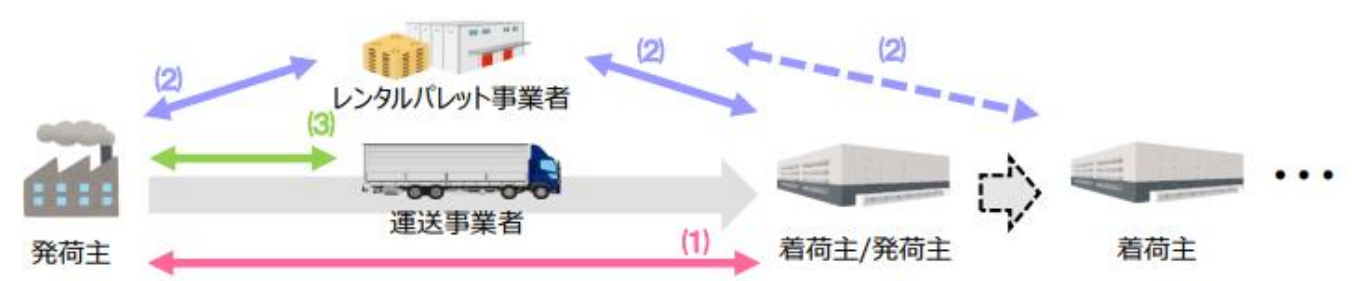 (2)
(2)
(2)
レンタルパレット事業者
(3)
運送事業者
(1)
発荷主
着荷主/発荷主
着荷主
•••